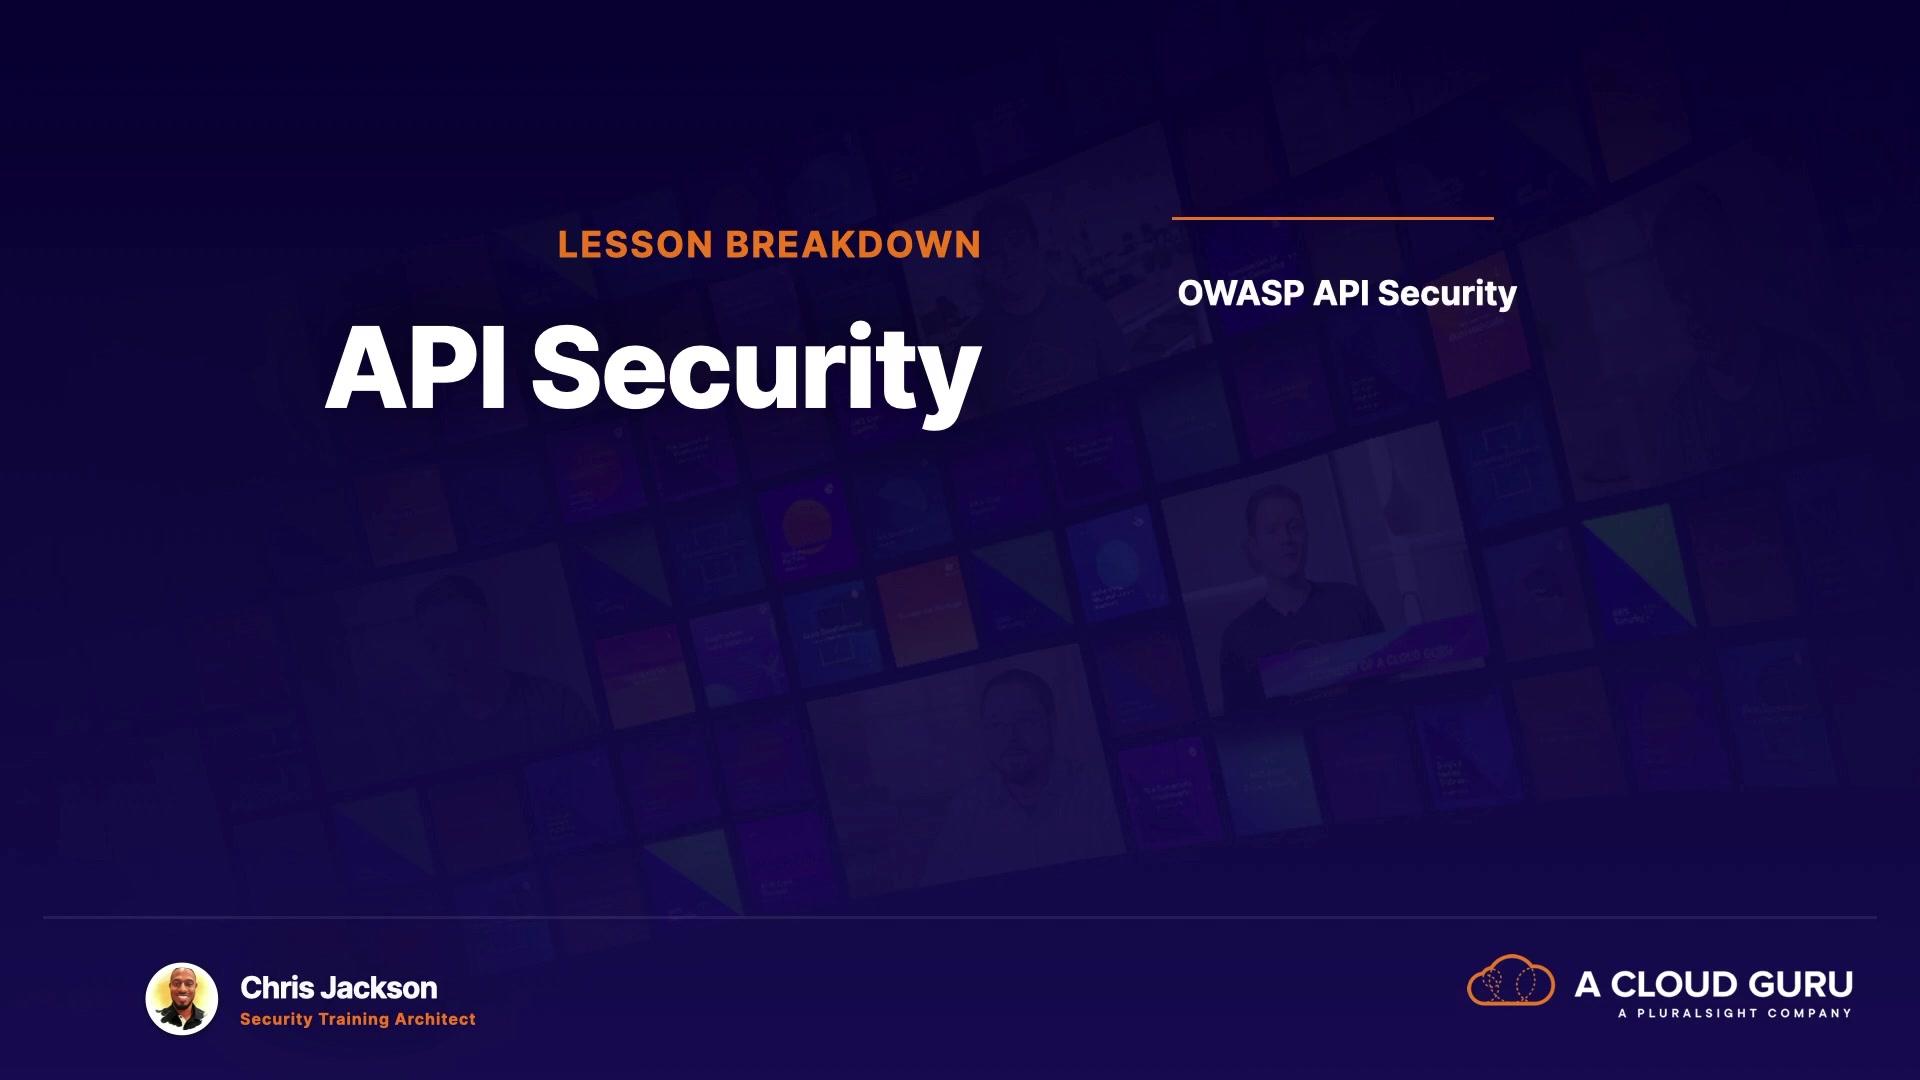 LESSON BREAKDOWN
API Security
OWASP API Security
Chris Jackson
Security Training Architect
A CLOUD GURU
A PLURALSIGHT COMPANY